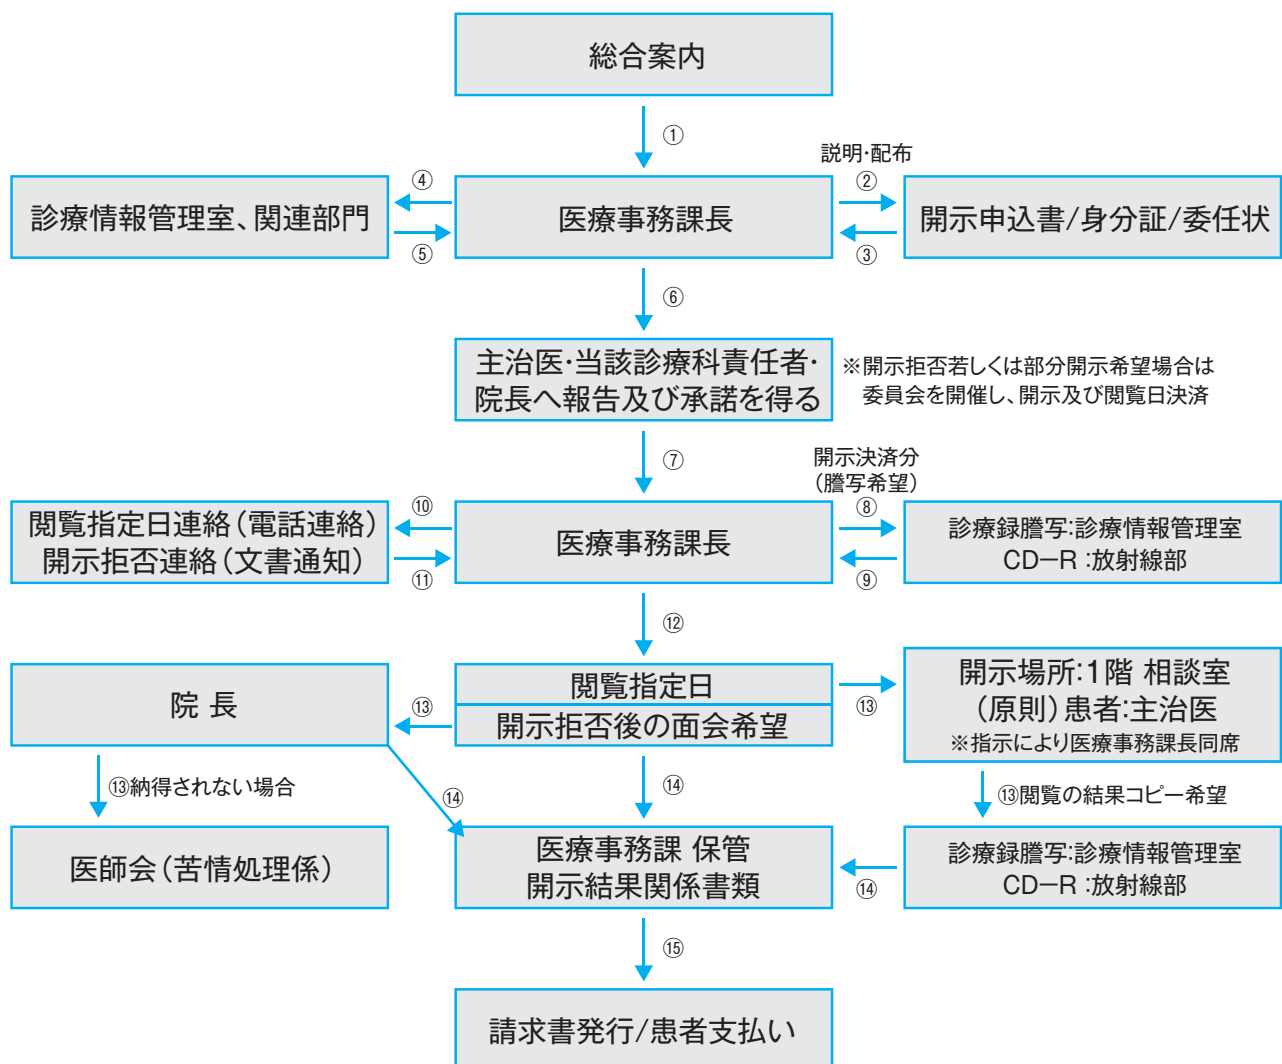 総合案内
①
説明・配布
④
②
診療情報管理室、関連部門
医療事務課長
開示申込書/身分証/委任状
⑤
③
⑥
主治医・当該診療科責任者・
院長へ報告及び承諾を得る
※開示拒否若しくは部分開示希望場合は
委員会を開催し、開示及び閲覧日決済
⑦
開示決済分
(謄写希望)
⑩
⑧
閲覧指定日連絡(電話連絡)
開示拒否連絡(文書通知)
医療事務課長
診療録謄写:診療情報管理室
CDーR:放射線部
⑪
⑨
⑫
院 長
閲覧指定日
開示拒否後の面会希望
⑬
⑬
開示場所:1階 相談室
(原則)患者:主治医
※指示により医療事務課長同席
⑬納得されない場合
⑭
⑭
⑬閲覧の結果コピー希望
医師会(苦情処理係)
医療事務課 保管
開示結果関係書類
⑭
診療録謄写:診療情報管理室
CDーR:放射線部
⑮
請求書発行/患者支払い